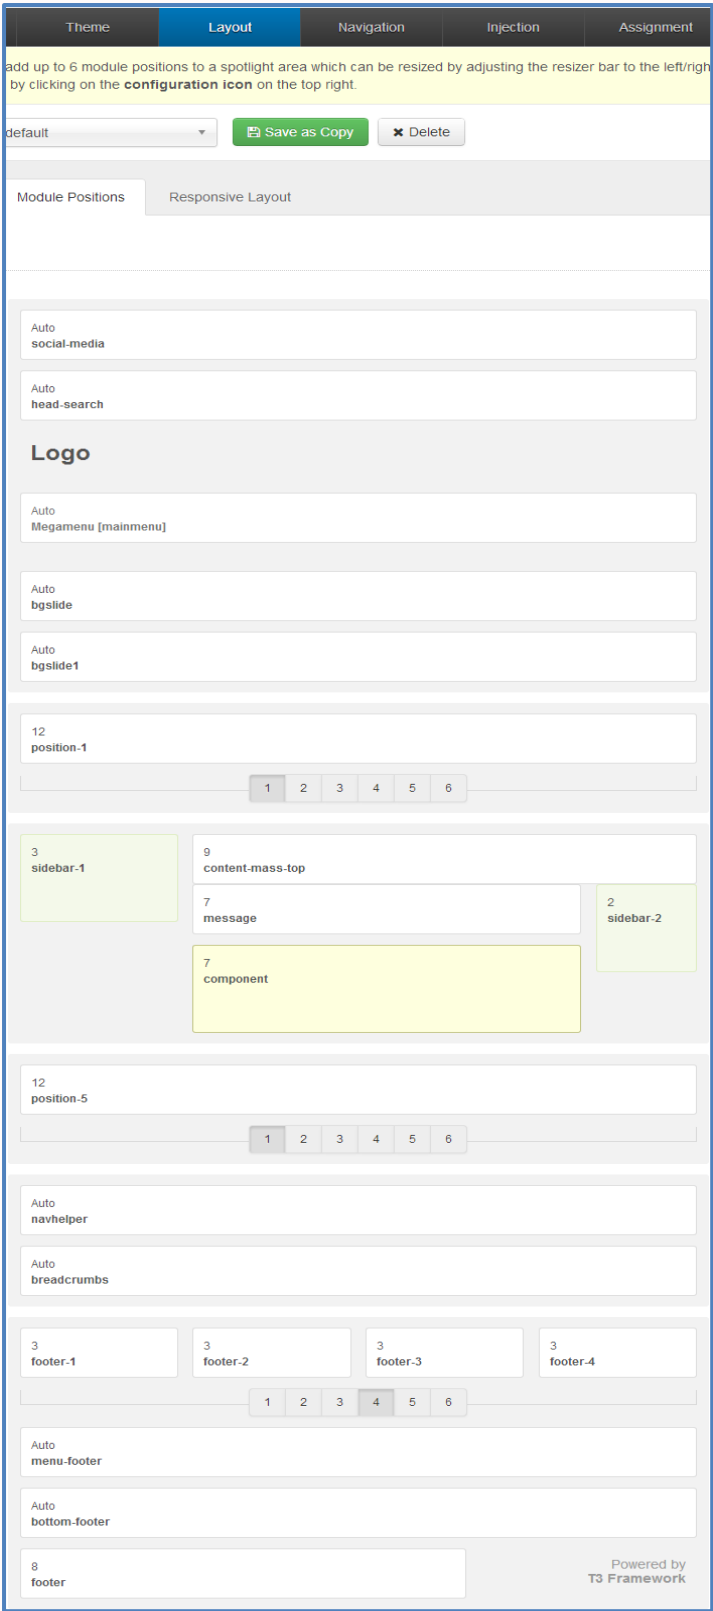 Theme Layout Navigation Injection Assignment
add up to 6 module positions to a spotlight area which can be resized by adjusting the resizer bar to the left/righ
by clicking on the configuration icon on the top right.
default Save as Copy Delete
Module Positions Responsive Layout
Auto
social-media
Auto
head-search
Logo
Auto
Megamenu [mainmenu]
Auto
bgslide
Auto
bgslide1
12
position-1
1 2 3 4 5 6
3
sidebar-1
9
content-mass-top
7
message
2
sidebar-2
7
component
12
position-5
1 2 3 4 5 6
Auto
navhelper
Auto
breadcrumbs
3
footer-1
3
footer-2
3
footer-3
3
footer-4
1 2 3 4 5 6
Auto
menu-footer
Auto
bottom-footer
8
footer
Powered by
T3 Framework